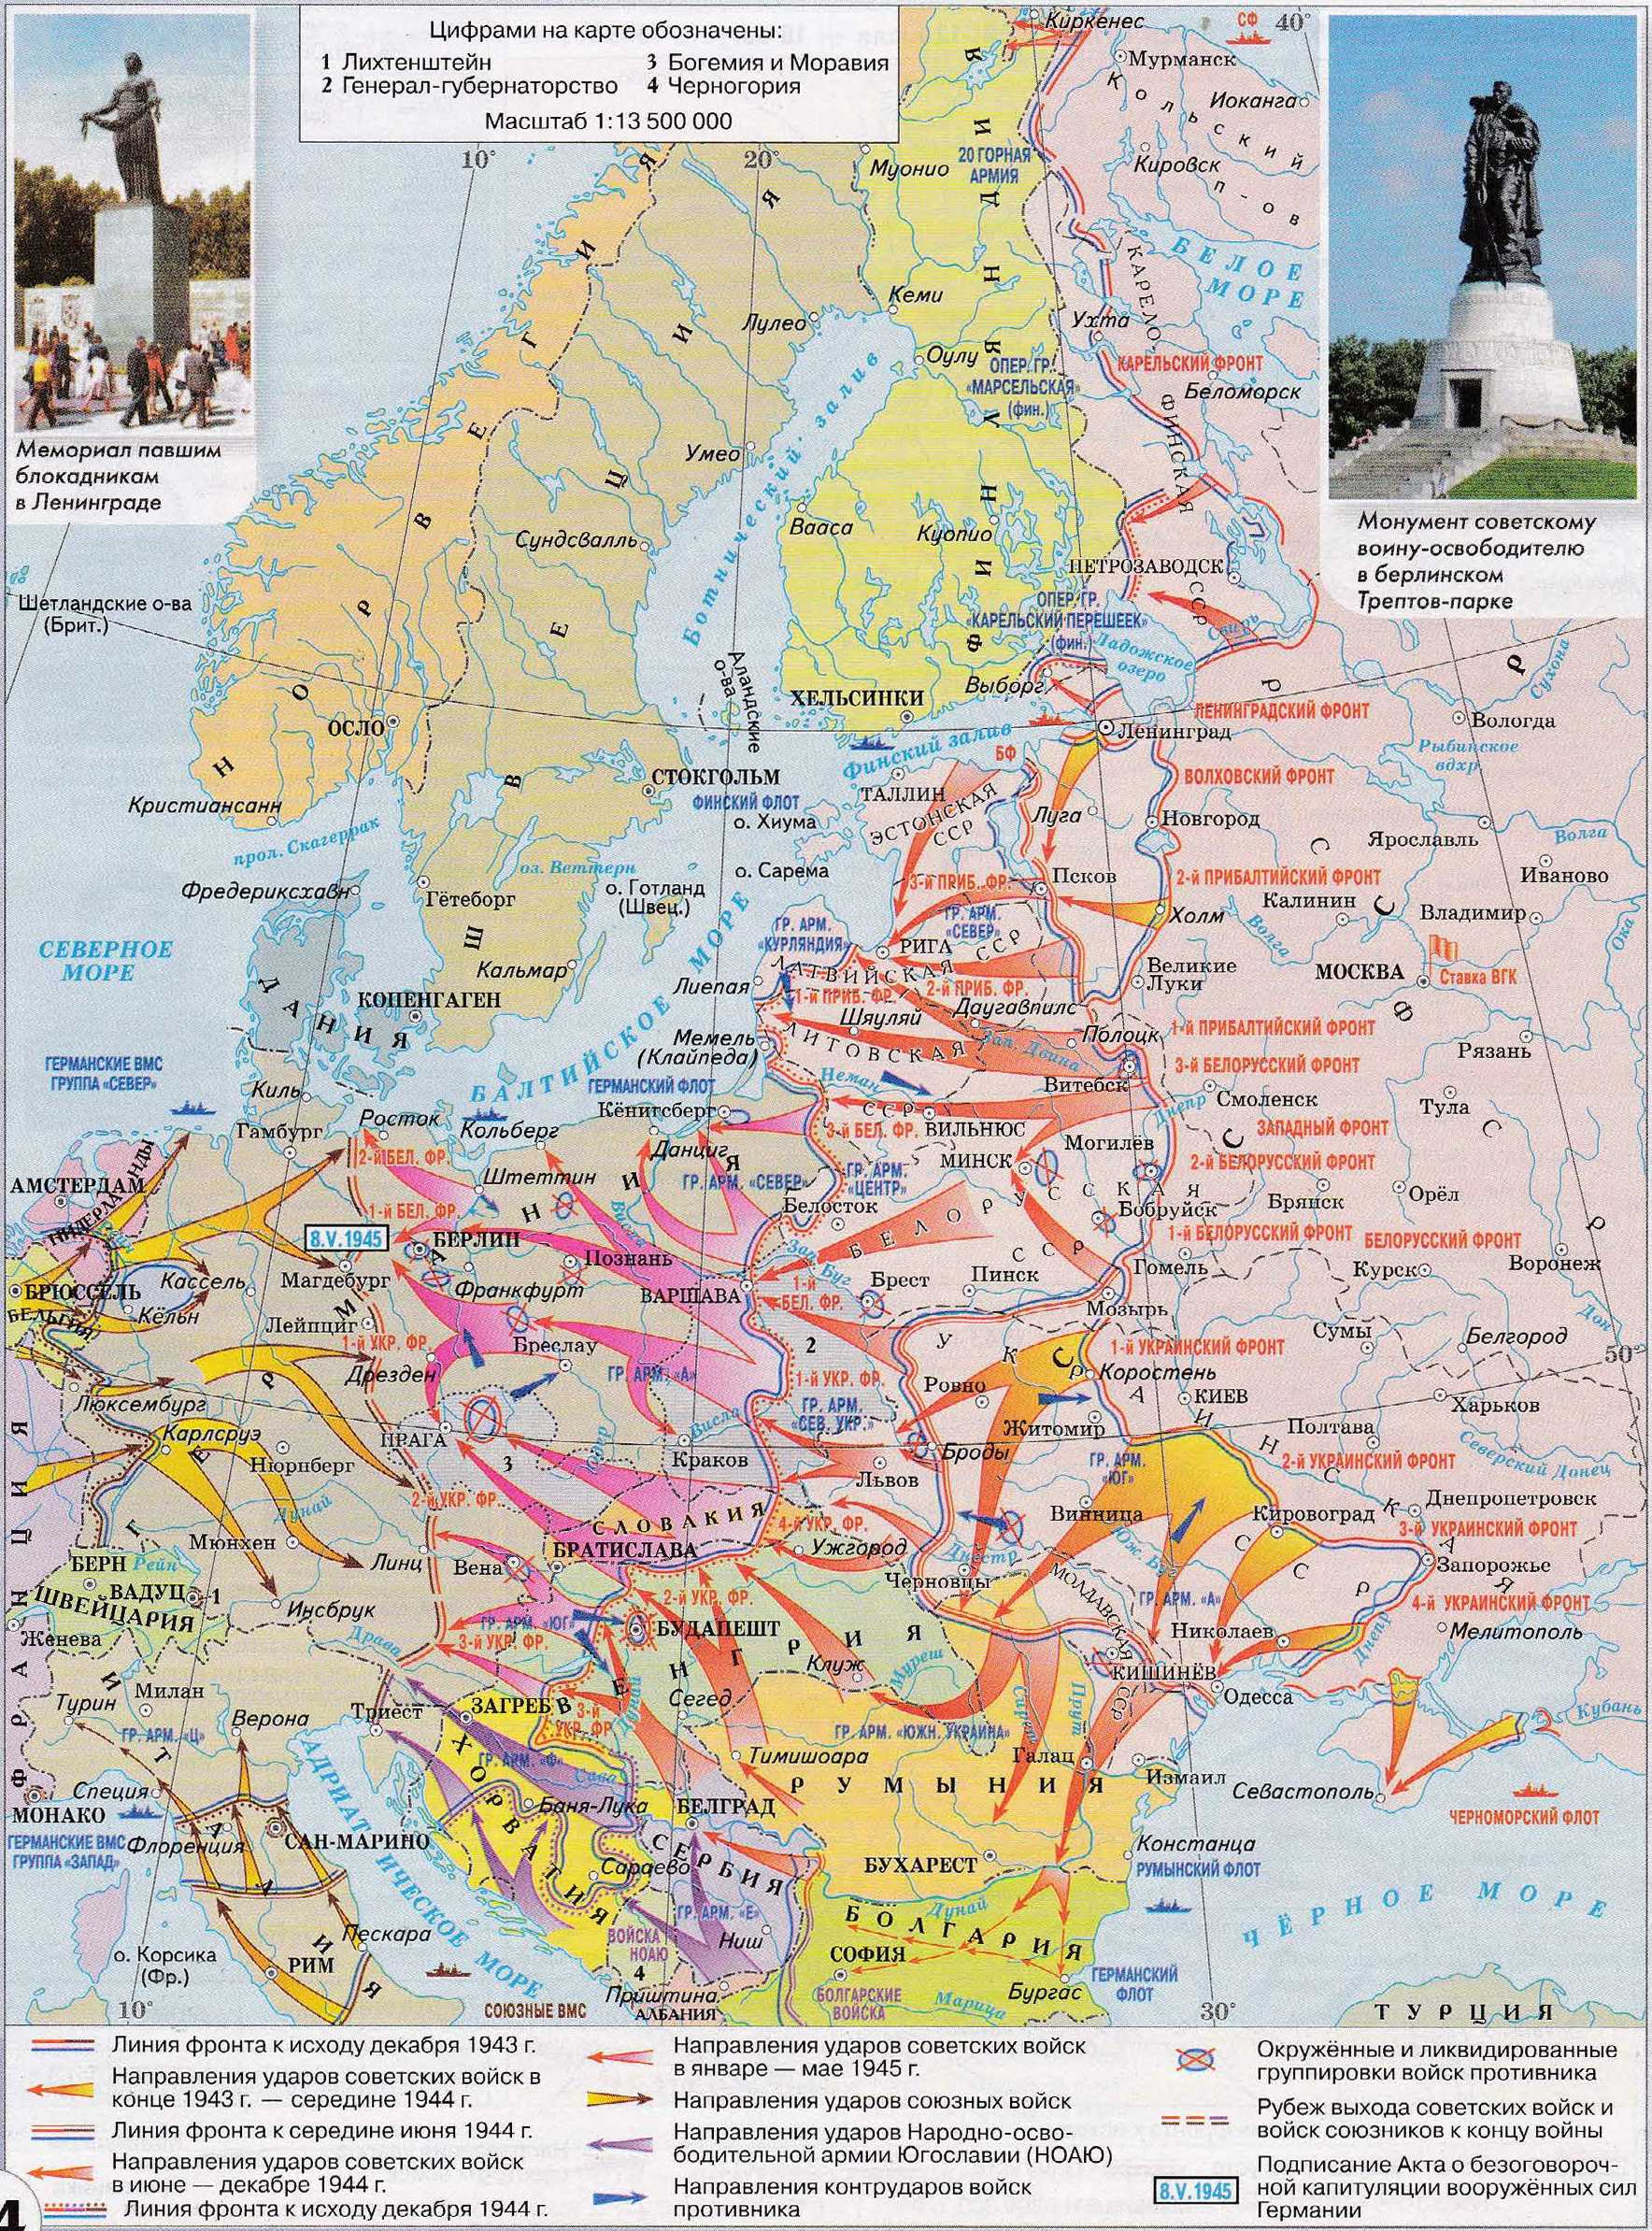 Цифрами на карте обозначены:
1 Лихтенштейн
3 Богемия и Моравия
2 Генерал-губернаторство
4 Черногория
Масштаб 1:13 500 000
Мемориал павшим
блокадникам
в Ленинграде
Монумент советскому
воину-освободителю
в берлинском
Трептов-парке
10°
20°
40°
СФ
Киркенес
Мурманск
Иоканга
Кольский п-ов
Кировск
Муонио
20 ГОРНАЯ
АРМИЯ
БЕЛОЕ
МОРЕ
Кеми
Лулео
Ухта
КАРЕЛО-ФИНСКАЯ ССР
Оулу
ОПЕР. ГР.
«МАРСЕЛЬСКАЯ»
(фин.)
КАРЕЛЬСКИЙ ФРОНТ
Беломорск
НОРВЕГИЯ
ШВЕЦИЯ
ФИНЛЯНДИЯ
Умео
Ботнический залив
Вааса
Куопио
Сундсвалль
ПЕТРОЗАВОДСК
Шетландские о-ва
(Брит.)
ОПЕР. ГР.
«КАРЕЛЬСКИЙ ПЕРЕШЕЕК»
(фин.)
Свирь
Ладожское
озеро
Аландские
о-ва
Выборг
Сухона
ХЕЛЬСИНКИ
ОСЛО
ЛЕНИНГРАДСКИЙ ФРОНТ
Ленинград
Вологда
Рыбинское
вдхр.
Финский залив
БФ
СТОКГОЛЬМ
ФИНСКИЙ ФЛОТ
ТАЛЛИН
ВОЛХОВСКИЙ ФРОНТ
Кристиансанн
прол. Скагеррак
о. Хиума
ЭСТОНСКАЯ
ССР
Луга
Новгород
Ярославль
Волга
оз. Веттерн
о. Сарема
Фредериксхавн
Гётеборг
о. Готланд
(Швец.)
3-й ПРИБ. ФР.
Псков
2-й ПРИБАЛТИЙСКИЙ ФРОНТ
Иваново
Калинин
Владимир
Холм
Волга
Ока
ГР. АРМ.
«КУРЛЯНДИЯ»
ГР. АРМ.
«СЕВЕР»
СЕВЕРНОЕ
МОРЕ
РИГА
ЛАТВИЙСКАЯ ССР
Кальмар
Лиепая
Великие
Луки
МОСКВА
Ставка ВГК
ДАНИЯ
КОПЕНГАГЕН
1-й ПРИБ. ФР.
2-й ПРИБ. ФР.
Шяуляй
Даугавпилс
Полоцк
1-й ПРИБАЛТИЙСКИЙ ФРОНТ
Мемель
(Клайпеда)
ЛИТОВСКАЯ ССР
Зап. Двина
Рязань
ГЕРМАНСКИЕ ВМС
ГРУППА «СЕВЕР»
БАЛТИЙСКОЕ МОРЕ
ГЕРМАНСКИЙ ФЛОТ
Неман
Витебск
3-й БЕЛОРУССКИЙ ФРОНТ
Киль
Кёнигсберг
Днепр
Смоленск
Тула
Росток
Кольберг
Гамбург
3-й БЕЛ. ФР.
ВИЛЬНЮС
ЗАПАДНЫЙ ФРОНТ
Могилёв
Данциг
МИНСК
2-й БЕЛ. ФР.
2-й БЕЛОРУССКИЙ ФРОНТ
АМСТЕРДАМ
НИДЕРЛАНДЫ
Штеттин
ГР. АРМ. «СЕВЕР»
ГР. АРМ.
«ЦЕНТР»
БЕЛОРУССКАЯ ССР
Бобруйск
Брянск
Орёл
1-й БЕЛ. ФР.
Белосток
8.V.1945
БЕРЛИН
Висла
1-й БЕЛОРУССКИЙ ФРОНТ
БЕЛОРУССКИЙ ФРОНТ
Рейн
Познань
Зап. Буг
Воронеж
Магдебург
Кассель
БРЮССЕЛЬ
БЕЛЬГИЯ
Кёльн
Франкфурт
ВАРШАВА
1-й
БЕЛ. ФР.
Брест
Пинск
Гомель
Курск
Мозырь
ГЕРМАНИЯ
Лейпциг
1-й УКР. ФР.
Бреслау
2
Сумы
Белгород
Дон
50°
Дрезден
ГР. АРМ. «А»
1-й УКР. ФР.
1-й УКРАИНСКИЙ ФРОНТ
Коростень
Люксембург
ГР. АРМ.
«СЕВ. УКР.»
Ровно
КИЕВ
Харьков
Карлсруэ
ПРАГА
Одер
Висла
Житомир
Полтава
Нюрнберг
3
Краков
Броды
Львов
ГР. АРМ.
«ЮГ»
2-й УКРАИНСКИЙ ФРОНТ
Северский Донец
УКРАИНСКАЯ ССР
РСФСР
2-й УКР. ФР.
Дунай
СЛОВАКИЯ
4-й УКР. ФР.
Винница
Кировоград
Днепропетровск
Мюнхен
Линц
Вена
БРАТИСЛАВА
Ужгород
Днестр
Юж. Буг
3-й УКРАИНСКИЙ ФРОНТ
Запорожье
БЕРН
Рейн
ВАДУЦ
1
ШВЕЙЦАРИЯ
Черновцы
МОЛДАВСКАЯ ССР
ГР. АРМ. «А»
4-й УКРАИНСКИЙ ФРОНТ
Инсбрук
ГР. АРМ. «ЮГ»
2-й УКР. ФР.
БУДАПЕШТ
Николаев
Днепр
Мелитополь
Женева
Драва
3-й УКР. ФР.
ВЕНГРИЯ
Клуж
Муреш
КИШИНЁВ
ФРАНЦИЯ
Турин
Милан
Верона
Триест
ЗАГРЕБ
3-й
УКР. ФР.
Дунай
Сегед
Сирет
Прут
Одесса
Кубань
ГР. АРМ. «Ц»
ГР. АРМ. «ЮЖН. УКРАИНА»
ГР. АРМ. «Ф»
Тимишоара
Галац
РУМЫНИЯ
Измаил
Севастополь
Специя
МОНАКО
Сава
Баня-Лука
БЕЛГРАД
ХОРВАТИЯ
ЧЕРНОМОРСКИЙ ФЛОТ
ГЕРМАНСКИЕ ВМС
ГРУППА «ЗАПАД»
Флоренция
САН-МАРИНО
АДРИАТИЧЕСКОЕ МОРЕ
Сараево
СЕРБИЯ
БУХАРЕСТ
Констанца
РУМЫНСКИЙ ФЛОТ
ИТАЛИЯ
ГР. АРМ. «Е»
БОЛГАРИЯ
Дунай
ЧЁРНОЕ МОРЕ
о. Корсика
(Фр.)
Пескара
РИМ
ВОЙСКА
НОАЮ
Ниш
СОФИЯ
4
Приштина
БОЛГАРСКИЕ
ВОЙСКА
Бургас
ГЕРМАНСКИЙ
ФЛОТ
Марица
10°
СОЮЗНЫЕ ВМС
АЛБАНИЯ
30°
ТУРЦИЯ
Линия фронта к исходу декабря 1943 г.
Направления ударов советских войск в
конце 1943 г. — середине 1944 г.
Линия фронта к середине июня 1944 г.
Направления ударов советских войск
в июне — декабре 1944 г.
Линия фронта к исходу декабря 1944 г.
Направления ударов советских войск
в январе — мае 1945 г.
Направления ударов союзных войск
Направления ударов Народно-осво-
бодительной армии Югославии (НОАЮ)
Направления контрударов войск
противника
Окружённые и ликвидированные
группировки войск противника
Рубеж выхода советских войск и
войск союзников к концу войны
8.V.1945
Подписание Акта о безоговороч-
ной капитуляции вооружённых сил
Германии
4